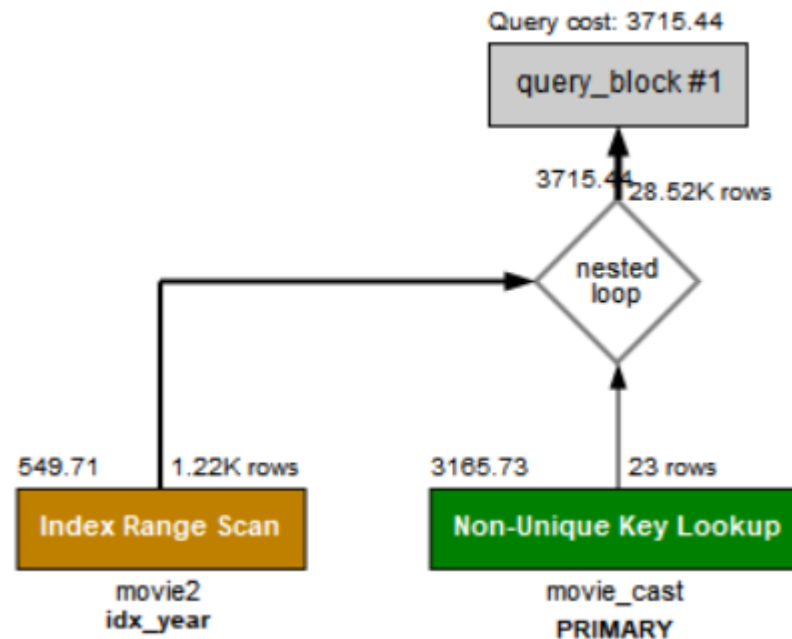 Query cost: 3715.44
query_block #1
3715.44
28.52K rows
nested
loop
549.71
1.22K rows
3165.73
23 rows
Index Range Scan
Non-Unique Key Lookup
movie2
idx_year
movie_cast
PRIMARY